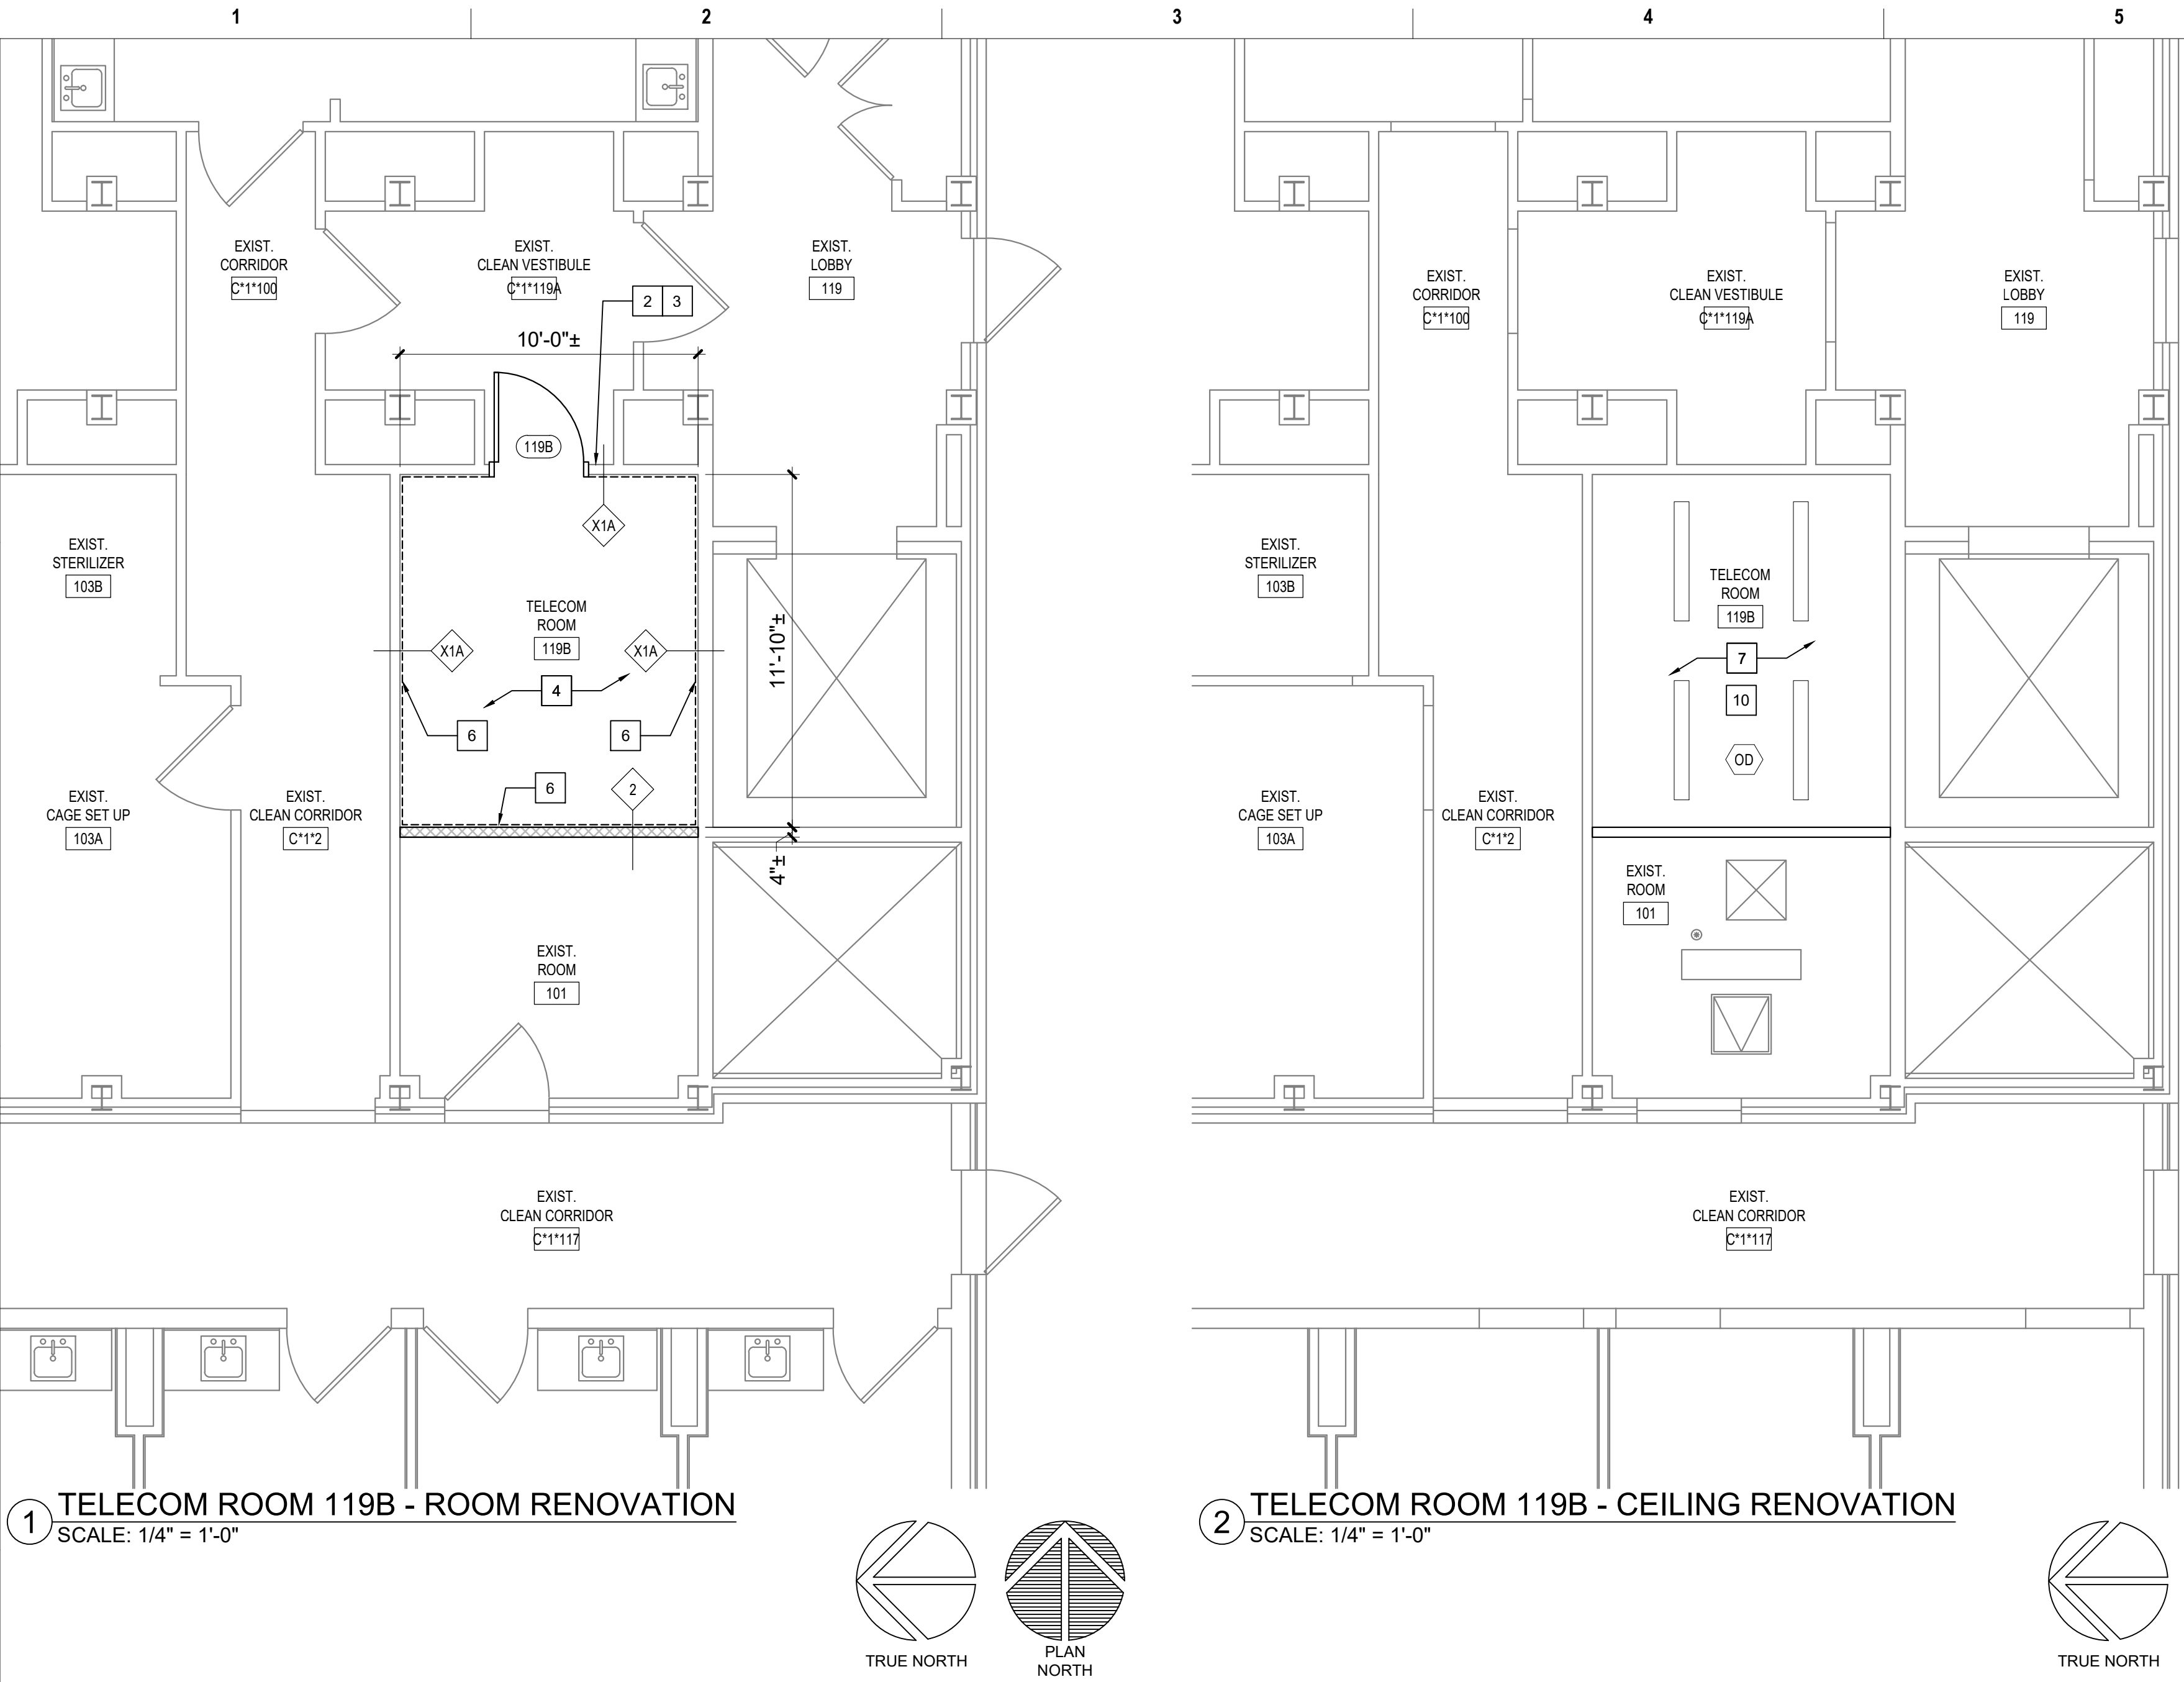 1
2
3
4
5
EXIST.
CORRIDOR
C*1*100
EXIST.
CLEAN VESTIBULE
C*1*119A
2 3
EXIST.
LOBBY
119
10'-0"±
119B
X1A
EXIST.
STERILIZER
103B
TELECOM
ROOM
119B
X1A
X1A
11'-10"±
4
6
6
6
2
EXIST.
CAGE SET UP
103A
EXIST.
CLEAN CORRIDOR
C*1*2
4"±
EXIST.
ROOM
101
EXIST.
CLEAN CORRIDOR
C*1*117
1
TELECOM ROOM 119B - ROOM RENOVATION
SCALE: 1/4" = 1'-0"
TRUE NORTH
PLAN
NORTH
EXIST.
CORRIDOR
C*1*100
EXIST.
CLEAN VESTIBULE
C*1*119A
EXIST.
LOBBY
119
EXIST.
STERILIZER
103B
TELECOM
ROOM
119B
7
10
OD
EXIST.
CAGE SET UP
103A
EXIST.
CLEAN CORRIDOR
C*1*2
EXIST.
ROOM
101
EXIST.
CLEAN CORRIDOR
C*1*117
2
TELECOM ROOM 119B - CEILING RENOVATION
SCALE: 1/4" = 1'-0"
TRUE NORTH